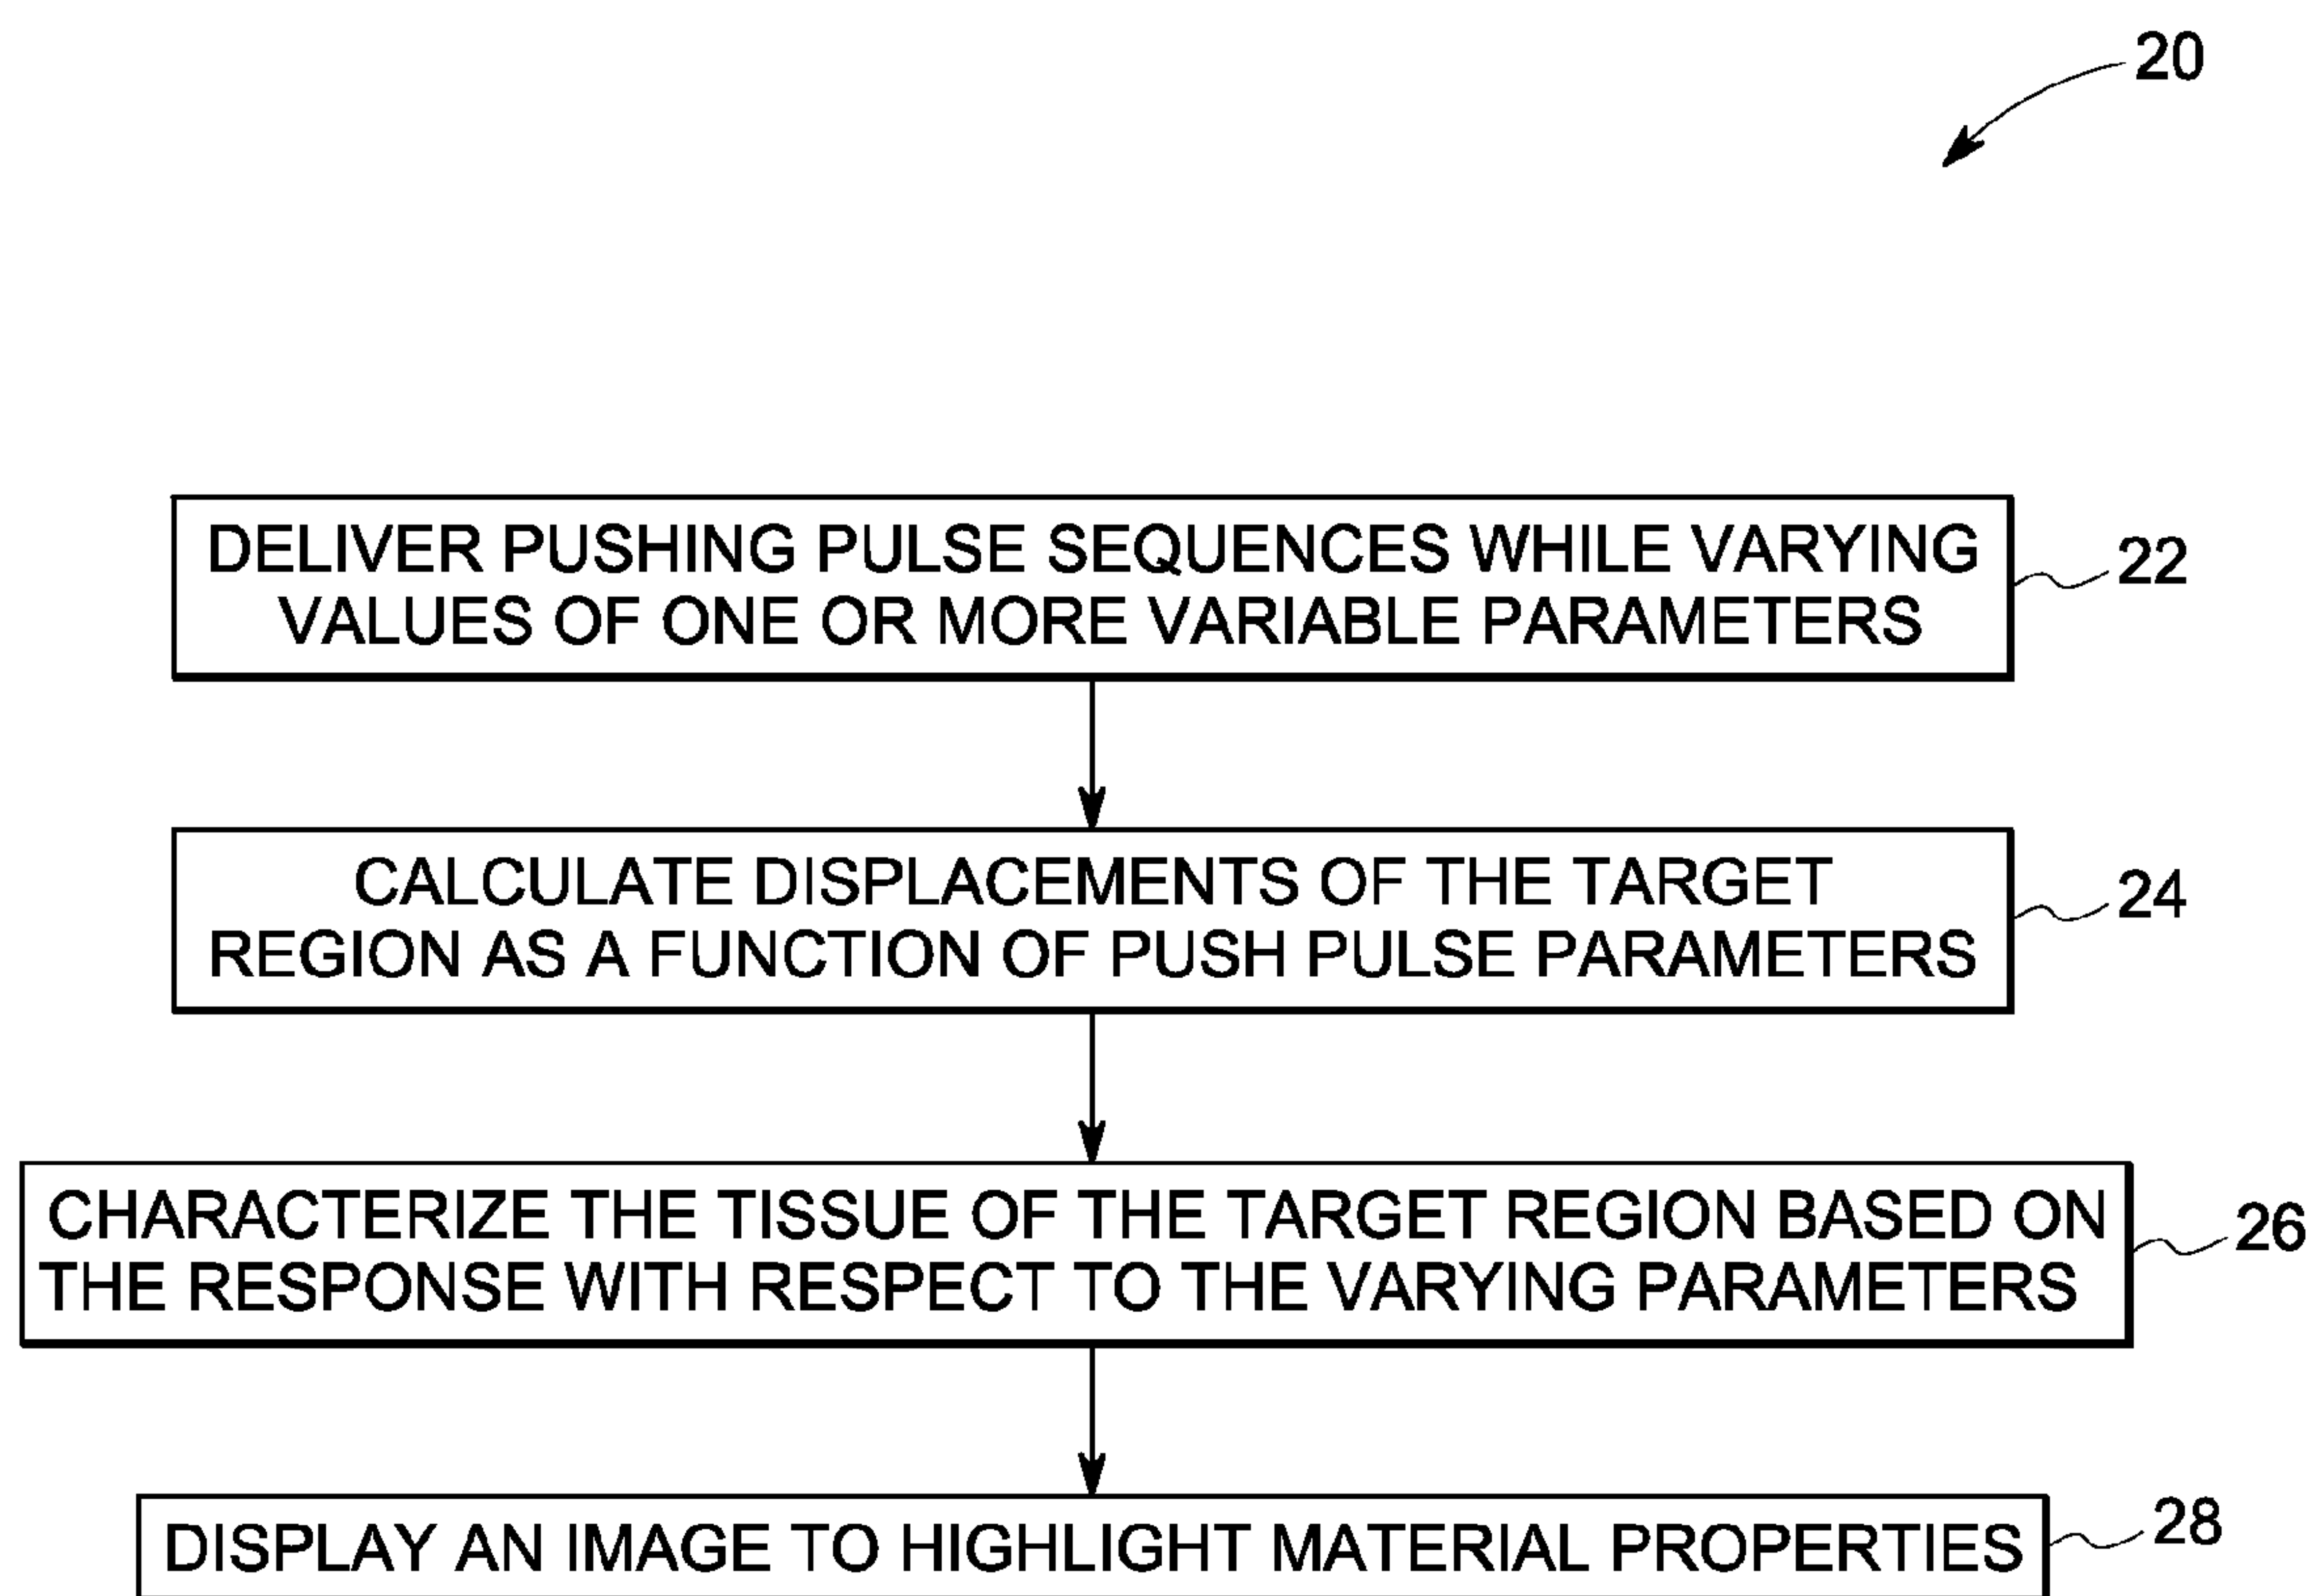 20
DELIVER PUSHING PULSE SEQUENCES WHILE VARYING
VALUES OF ONE OR MORE VARIABLE PARAMETERS
22
CALCULATE DISPLACEMENTS OF THE TARGET
REGION AS A FUNCTION OF PUSH PULSE PARAMETERS
24
CHARACTERIZE THE TISSUE OF THE TARGET REGION BASED ON
THE RESPONSE WITH RESPECT TO THE VARYING PARAMETERS
26
DISPLAY AN IMAGE TO HIGHLIGHT MATERIAL PROPERTIES
28